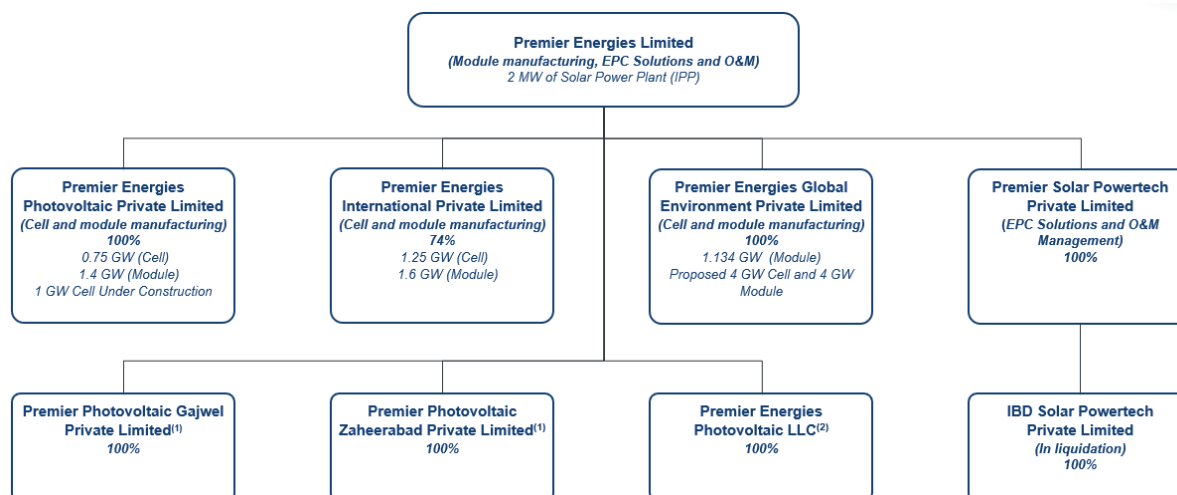 Premier Energies Limited
(Module manufacturing, EPC Solutions and O&M)
2 MW of Solar Power Plant (IPP)
Premier Energies
Photovoltaic Private Limited
(Cell and module manufacturing)
100%
0.75 GW (Cell)
1.4 GW (Module)
1 GW Cell Under Construction
Premier Energies
International Private Limited
(Cell and module manufacturing)
74%
1.25 GW (Cell)
1.6 GW (Module)
Premier Energies Global
Environment Private Limited
(Cell and module manufacturing)
100%
1.134 GW (Module)
Proposed 4 GW Cell and 4 GW
Module
Premier Solar Powertech
Private Limited
(EPC Solutions and O&M
Management)
100%
Premier Photovoltaic Gajwel
Private Limited(1)
100%
Premier Photovoltaic
Zaheerabad Private Limited(1)
100%
Premier Energies
Photovoltaic LLC(2)
100%
IBD Solar Powertech
Private Limited
(In liquidation)
100%